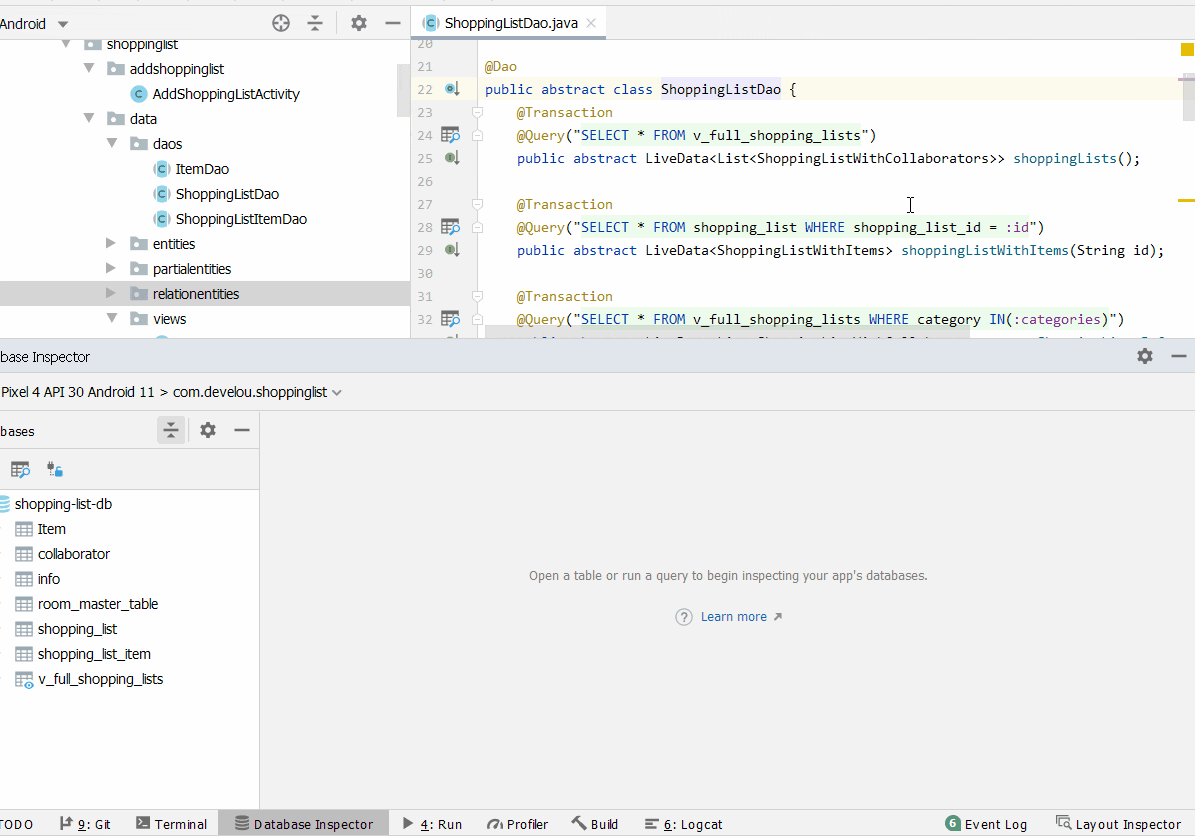 Android
ShoppingListDao.java
shoppinglist
addshoppinglist
AddShoppingListActivity
data
daos
ItemDao
ShoppingListDao
ShoppingListItemDao
entities
partialentities
relationentities
views
20
21 @Dao
22 public abstract class ShoppingListDao {
23 @Transaction
24 @Query("SELECT * FROM v_full_shopping_lists")
25 public abstract LiveData<List<ShoppingListWithCollaborators>> shoppingLists();
26
27 @Transaction
28 @Query("SELECT * FROM shopping_list WHERE shopping_list_id = :id")
29 public abstract LiveData<ShoppingListWithItems> shoppingListWithItems(String id);
30
31 @Transaction
32 @Query("SELECT * FROM v_full_shopping_lists WHERE category IN(:categories)")
base Inspector
Pixel 4 API 30 Android 11 > com.develou.shoppinglist
bases
shopping-list-db
Item
collaborator
info
room_master_table
shopping_list
shopping_list_item
v_full_shopping_lists
Open a table or run a query to begin inspecting your app's databases.
? Learn more
TODO 9: Git Terminal Database Inspector 4: Run Profiler Build 6: Logcat 6 Event Log Layout Inspector